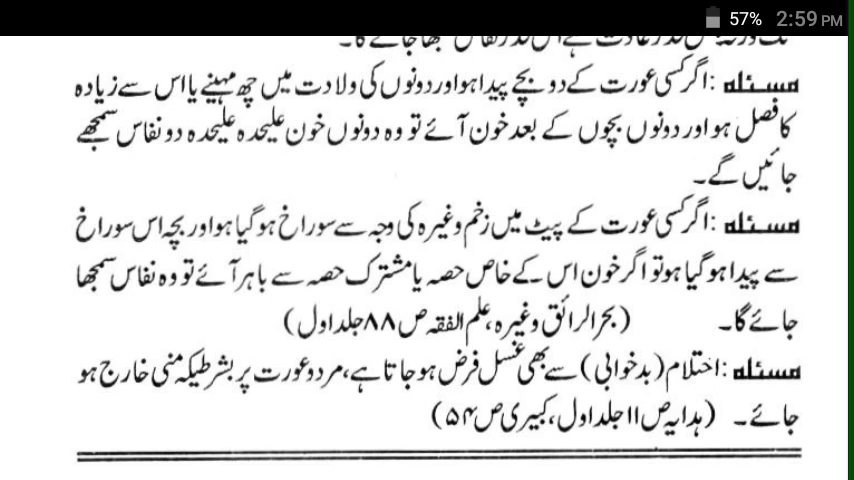 57% 2:59 PM
مسئلہ :اگر کسی عورت کے دو بچے پیدا ہو اور دونوں کی ولادت میں چھ مہینے یا اس سے زیادہ
کا فصل ہو اور دونوں بچوں کے بعد خون آئے تو وہ دونوں خون علیحدہ علیحدہ دو نفاس سمجھے
جائیں گے۔
مسئلہ :اگر کسی عورت کے پیٹ میں زخم وغیرہ کی وجہ سے سوراخ ہو گیا ہو اور بچہ اس سوراخ
سے پیدا ہو گیا ہو تو اگر خون اس کے خاص حصہ یا مشترک حصہ سے باہر آئے تو وہ نفاس سمجھا
جائے گا۔ (بحرالرائق وغیرہ، علم الفقہ ص ۸۸ جلد اول)
مسئلہ :احتلام (بدخوابی) سے بھی غسل فرض ہو جاتا ہے، مرد و عورت پر بشرطیکہ منی خارج ہو
جائے۔ (ہدایہ ص ۱۱ جلد اول، کبیری ص ۵۴)